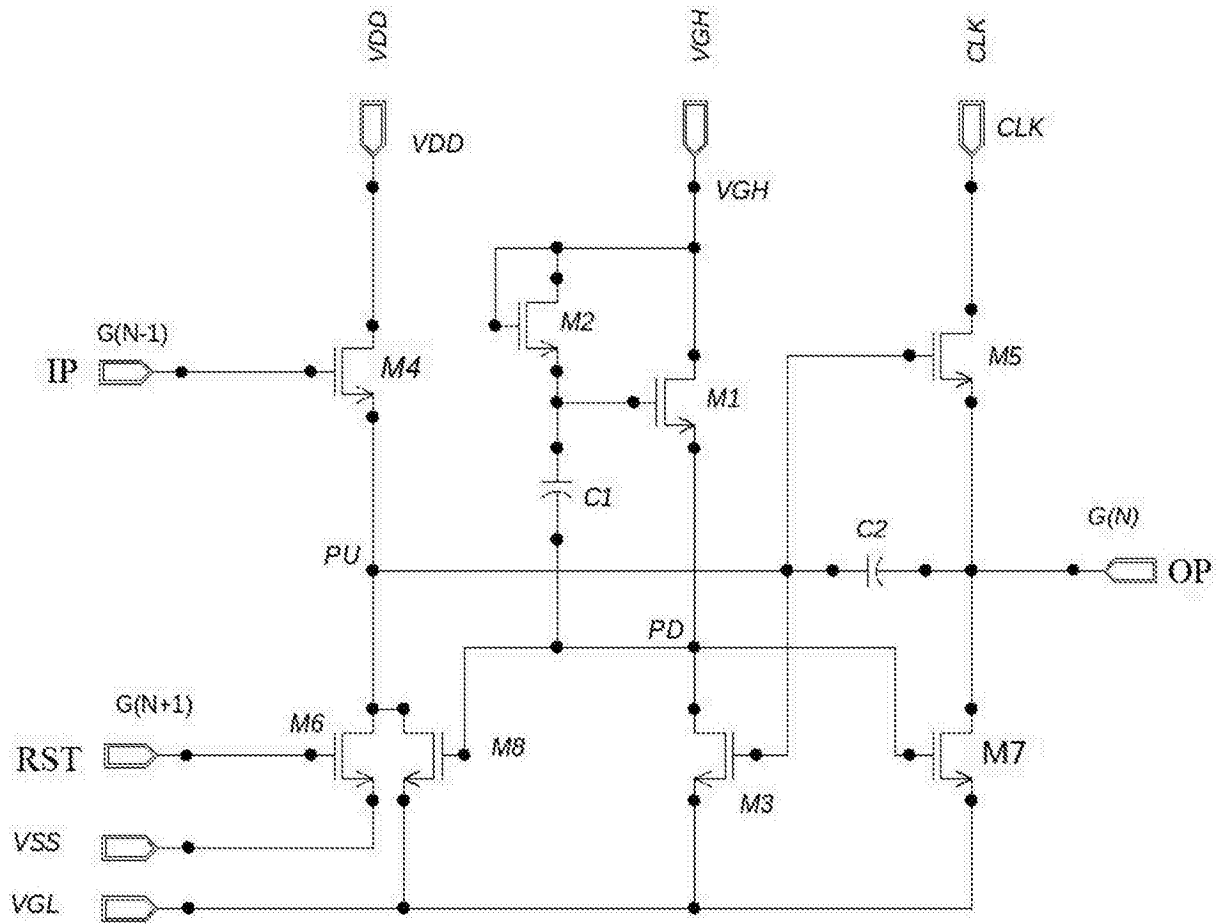 VDD
VGH
CLK
VDD
CLK
VGH
M2
G(N-1)
IP
M4
M5
M1
C1
C2
G(N)
PU
OP
PD
G(N+1)
M6
M8
M7
RST
M3
VSS
VGL